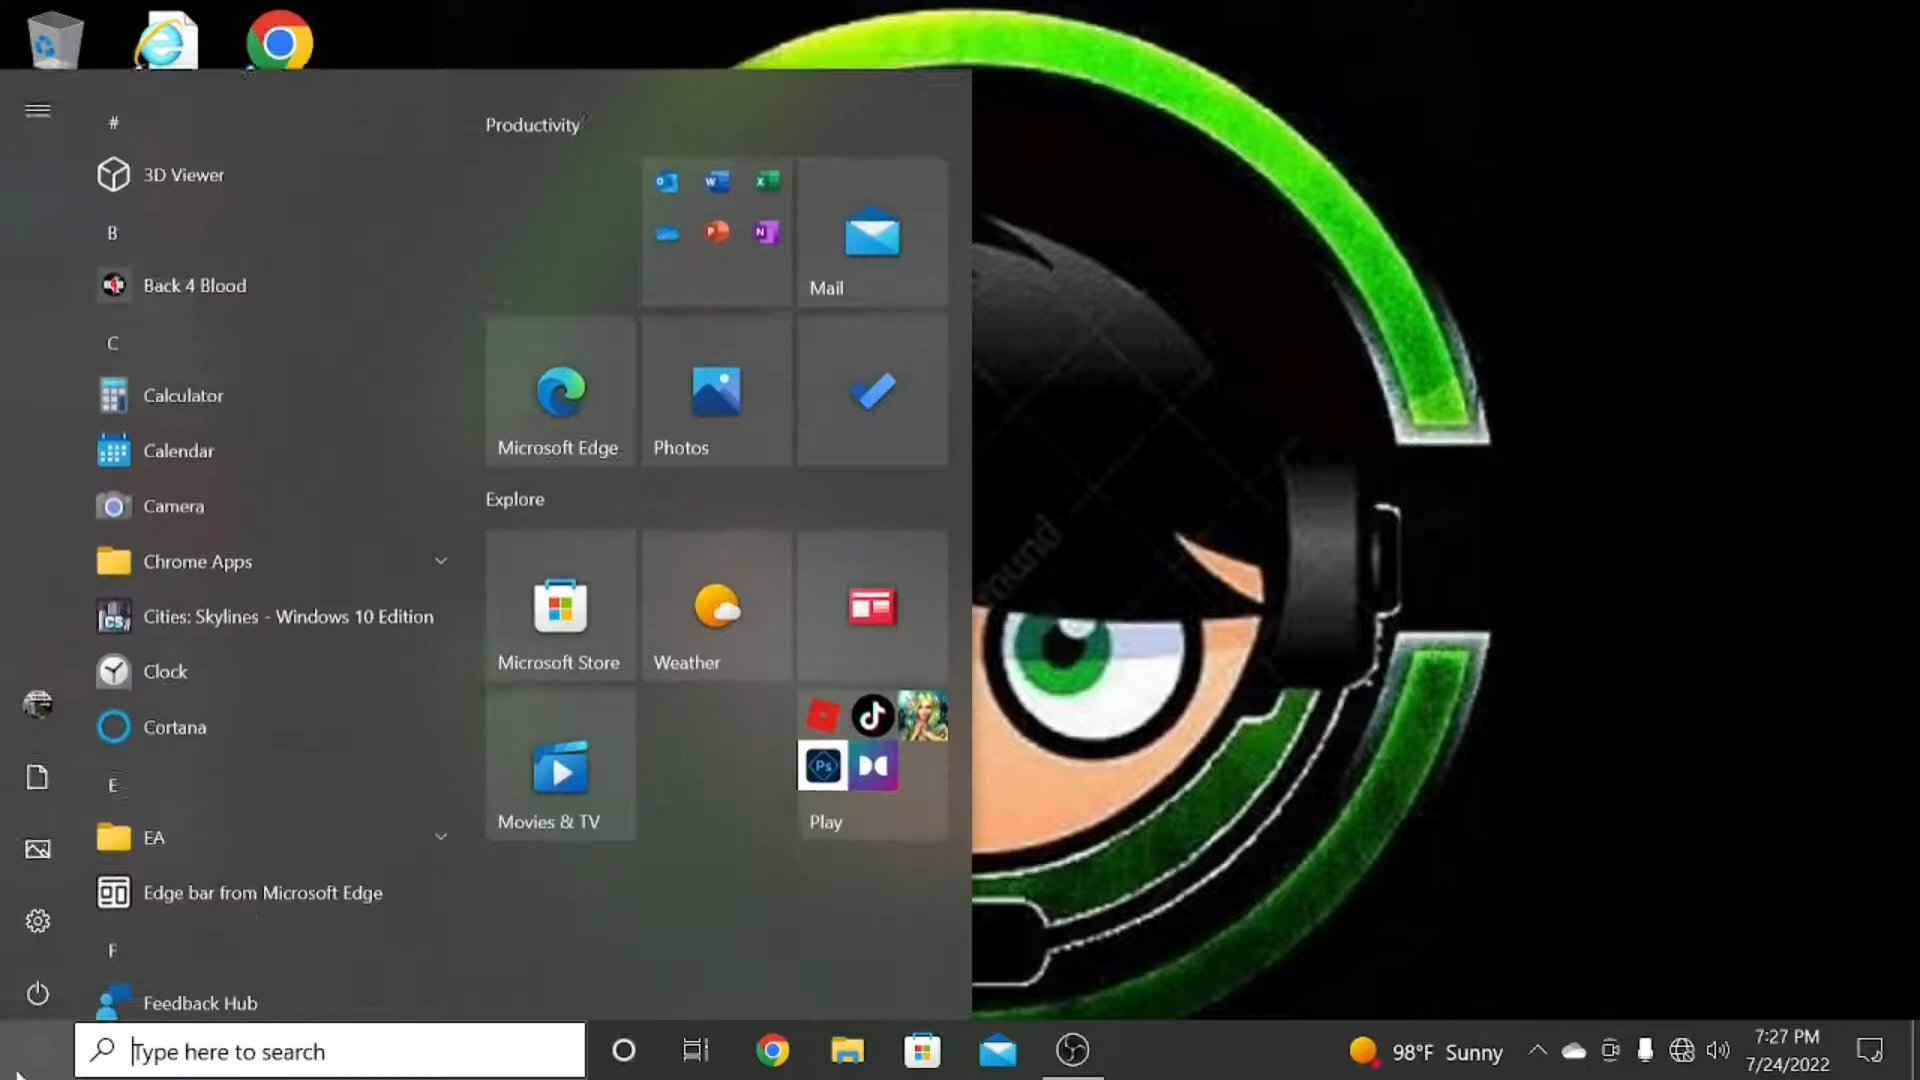 #
3D Viewer
B
Back 4 Blood
C
Calculator
Calendar
Camera
Chrome Apps
Cities: Skylines - Windows 10 Edition
Clock
Cortana
E
EA
Edge bar from Microsoft Edge
F
Feedback Hub
Productivity
Mail
Microsoft Edge
Photos
Explore
Microsoft Store
Weather
Movies & TV
Ps
Play
Type here to search
98°F Sunny
7:27 PM
7/24/2022